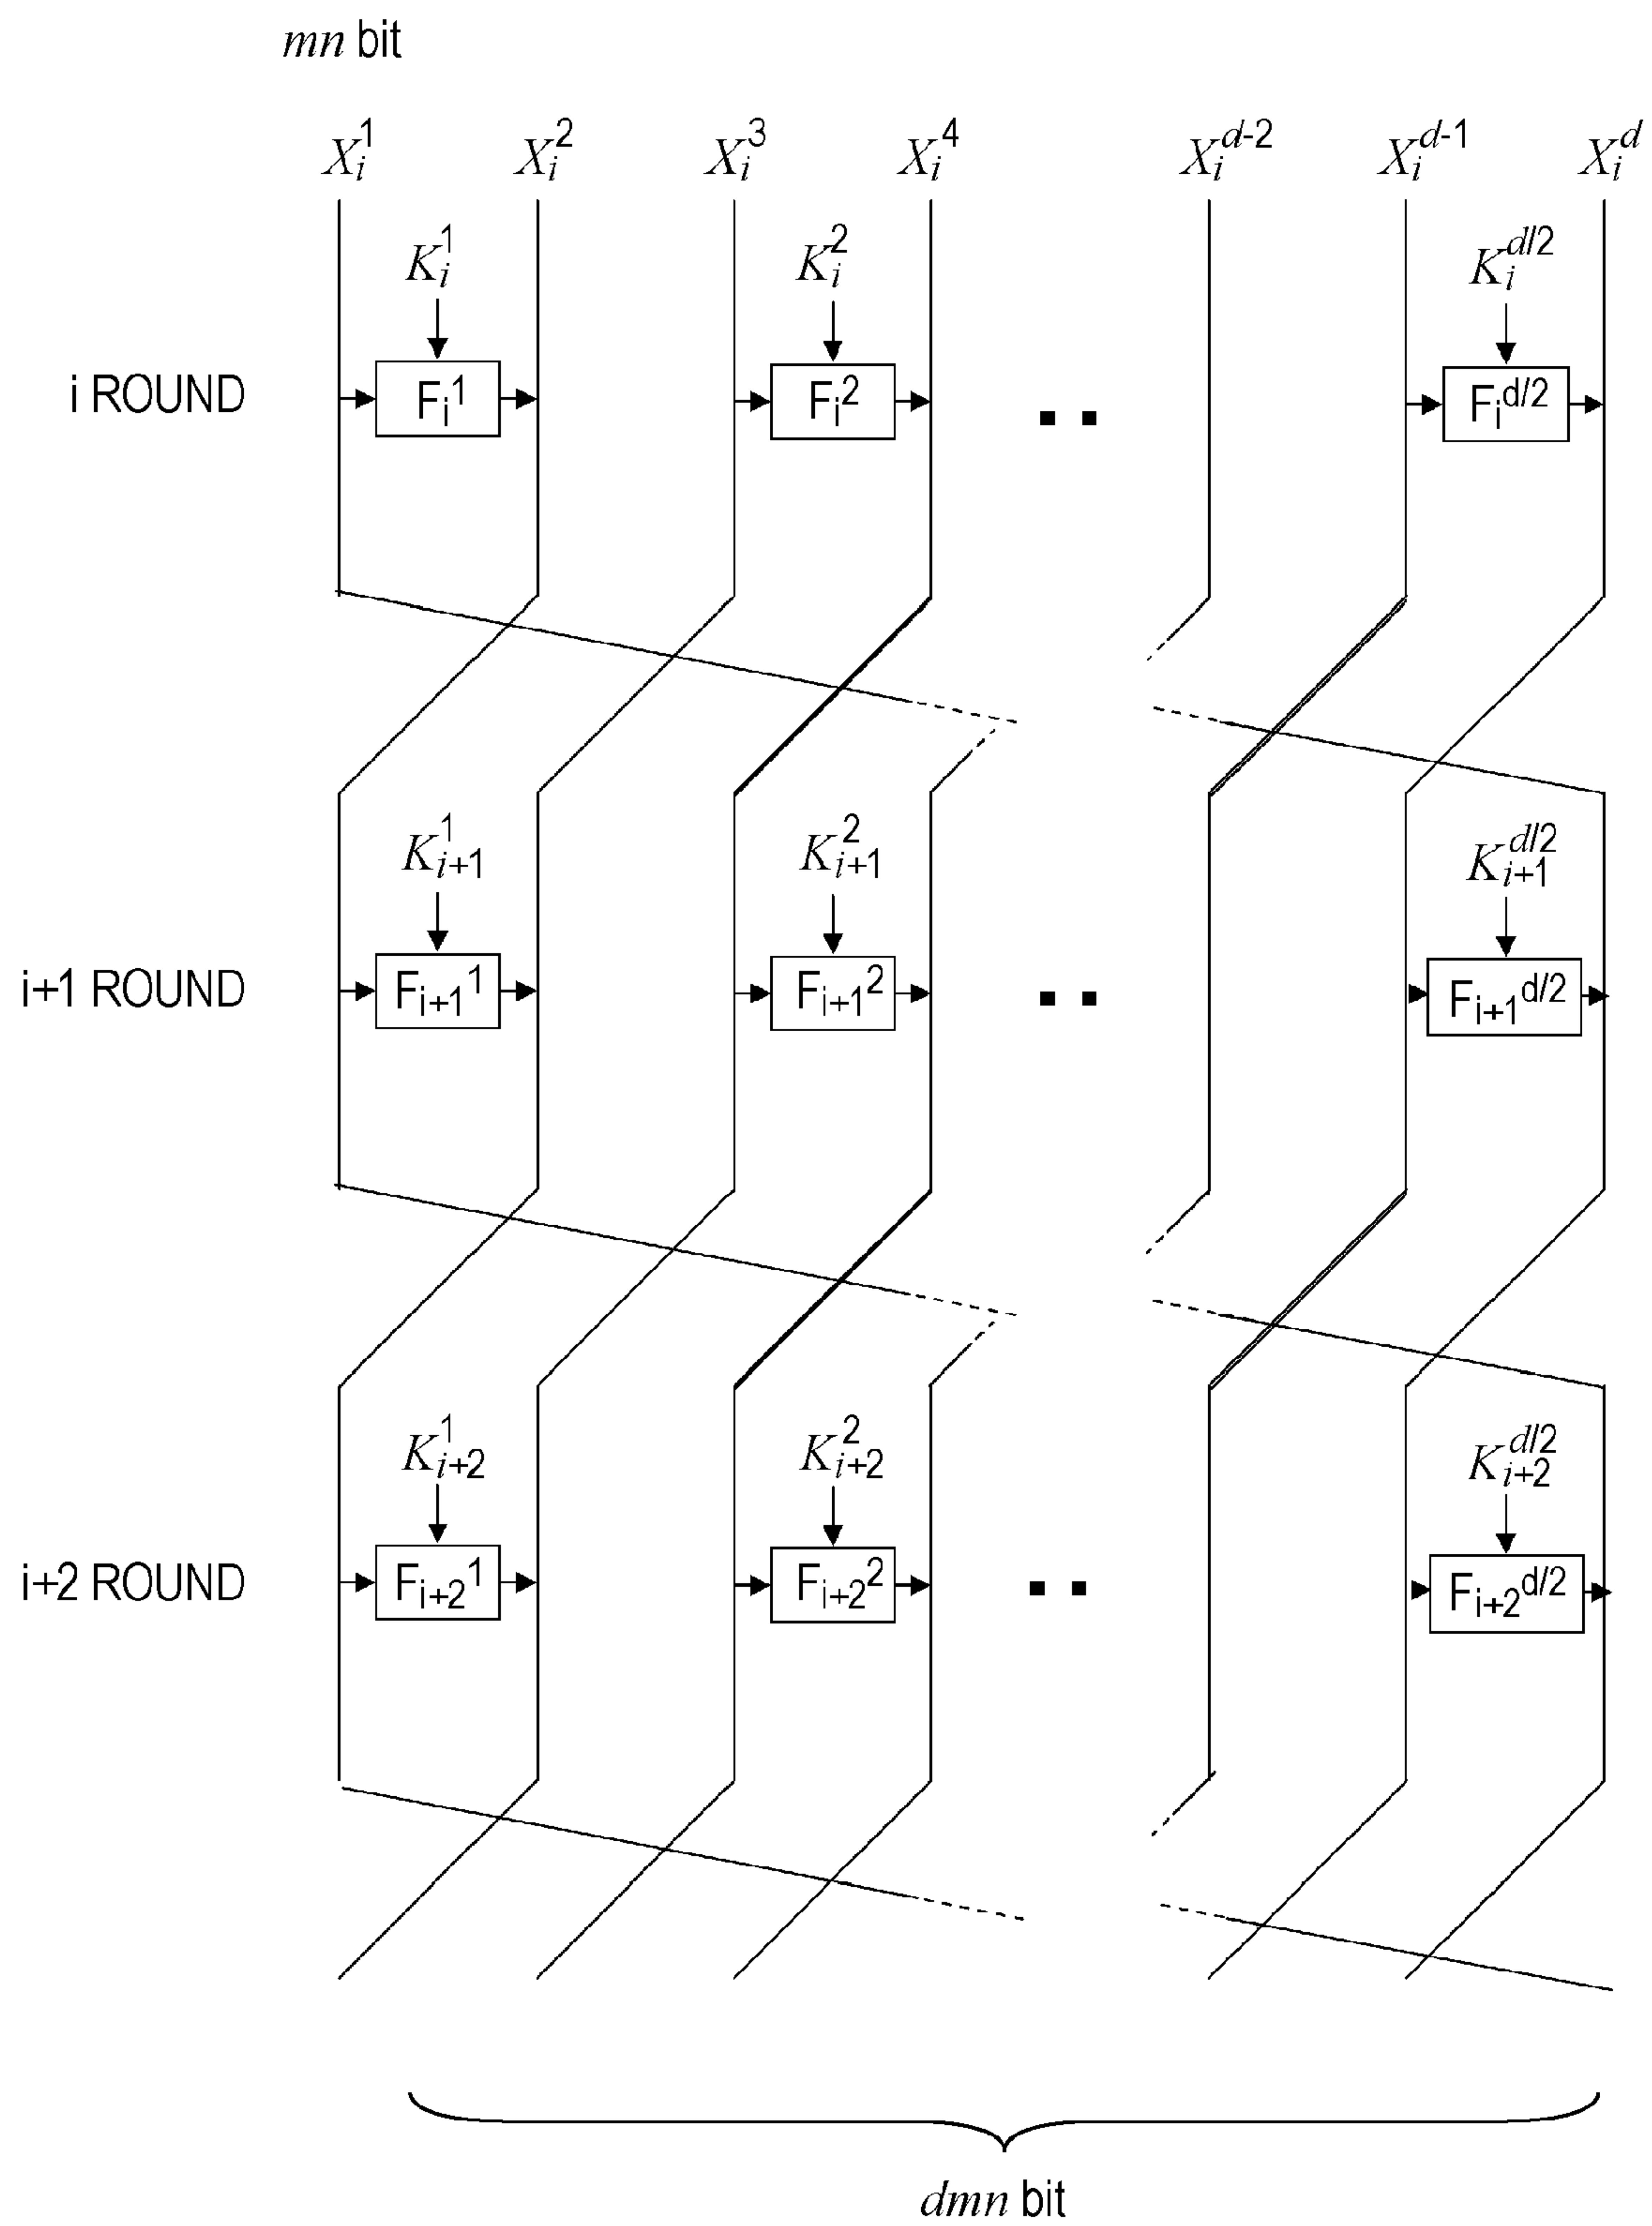 mn bit
X_i^1 X_i^2 X_i^3 X_i^4 X_i^{d-2} X_i^{d-1} X_i^d
K_i^1 K_i^2 K_i^{d/2}
i ROUND F_i^1 F_i^2 F_i^{d/2}
K_{i+1}^1 K_{i+1}^2 K_{i+1}^{d/2}
i+1 ROUND F_{i+1}^1 F_{i+1}^2 F_{i+1}^{d/2}
K_{i+2}^1 K_{i+2}^2 K_{i+2}^{d/2}
i+2 ROUND F_{i+2}^1 F_{i+2}^2 F_{i+2}^{d/2}
dmn bit